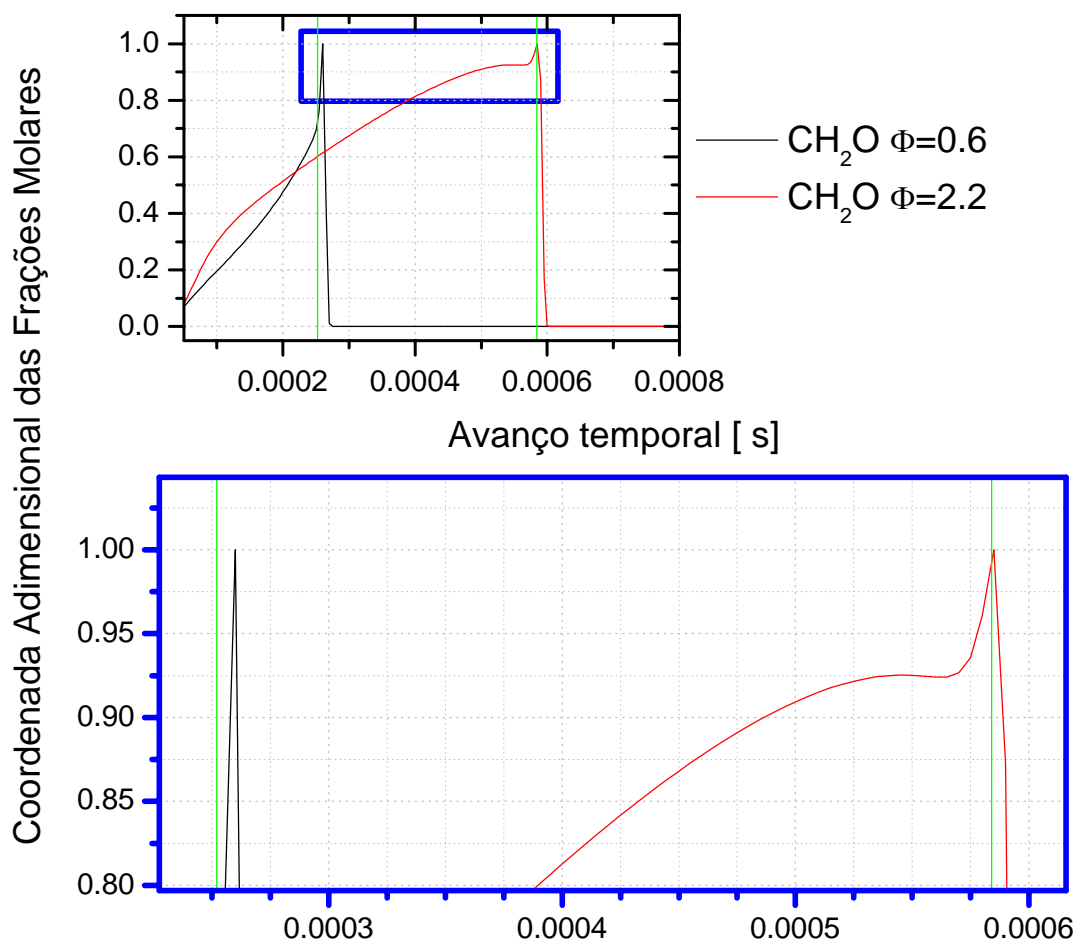 Coordenada Adimensional das Frações Molares
1.0
0.8
0.6
0.4
0.2
0.0
0.0002 0.0004 0.0006 0.0008
CH₂O Φ=0.6
CH₂O Φ=2.2
Avanço temporal [ s]
1.00
0.95
0.90
0.85
0.80
0.0003 0.0004 0.0005 0.0006